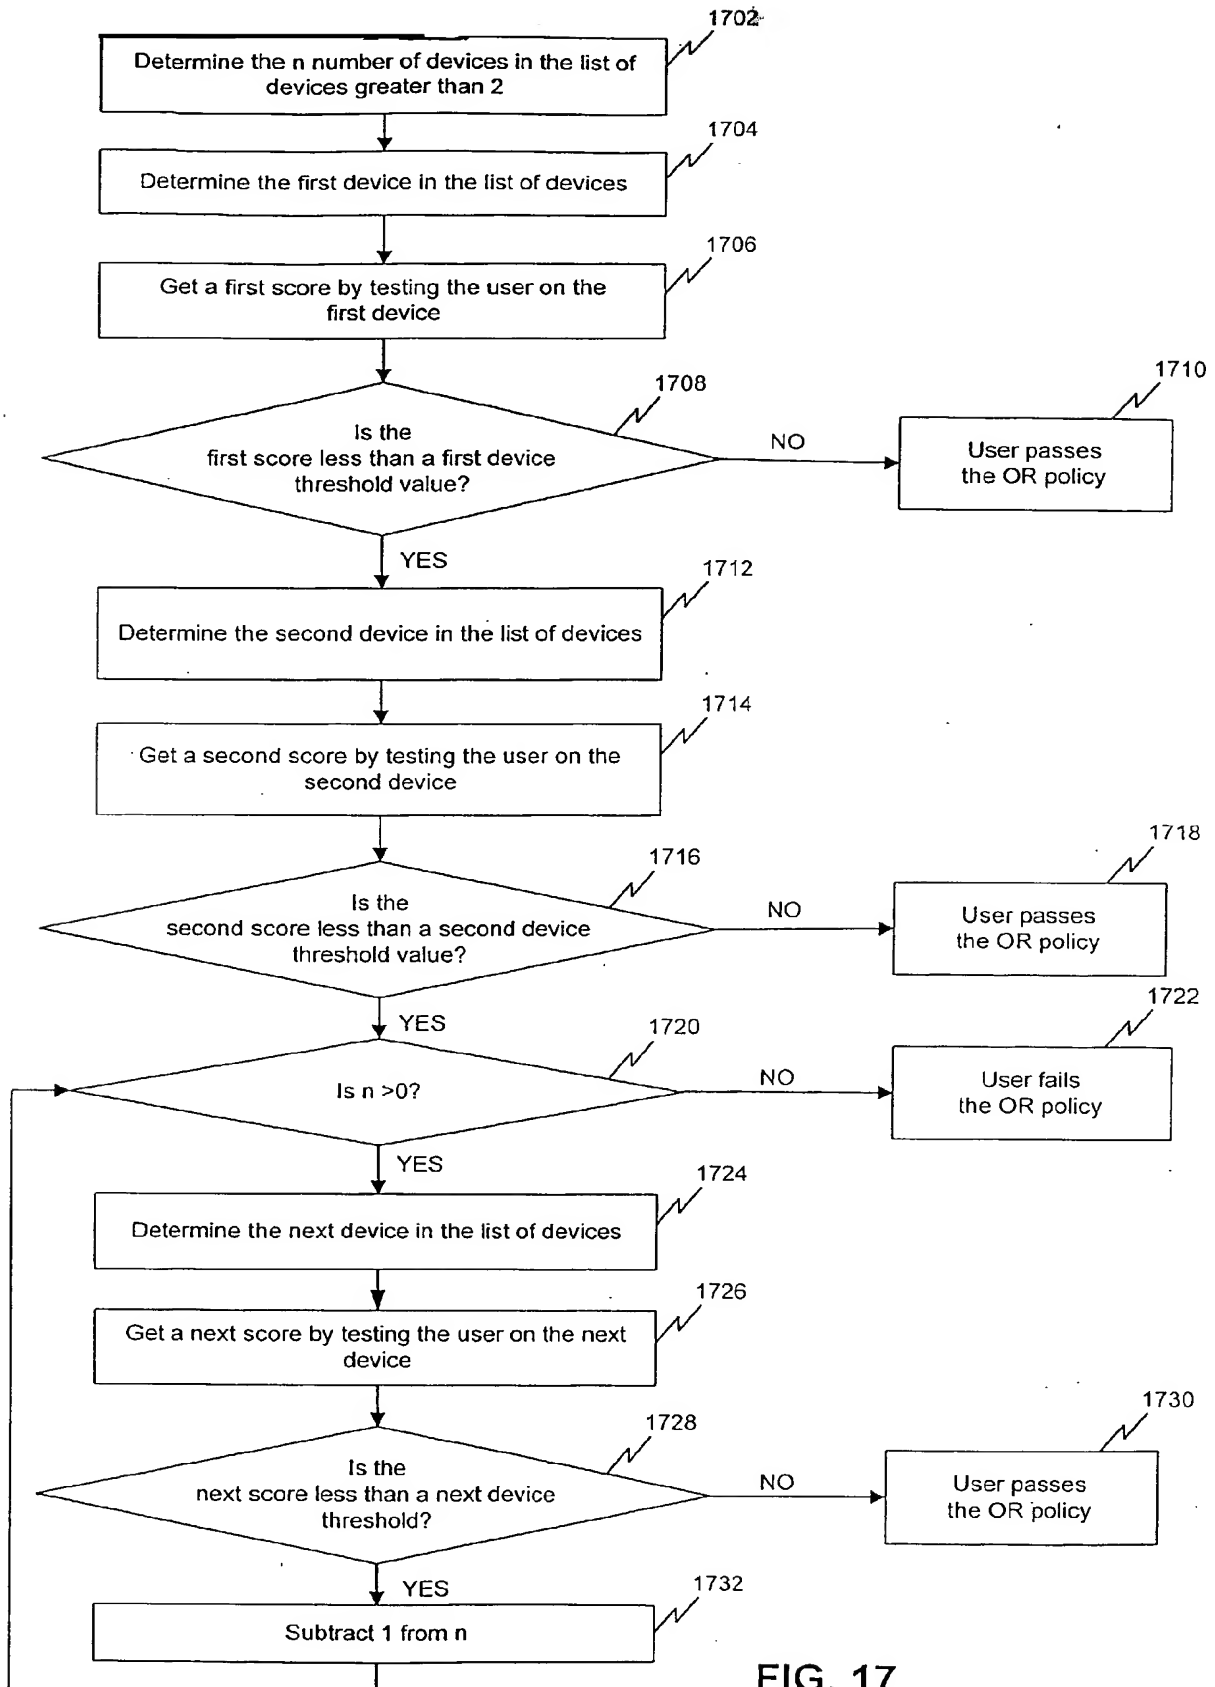 1702
Determine the n number of devices in the list of
devices greater than 2
1704
Determine the first device in the list of devices
1706
Get a first score by testing the user on the
first device
1708
Is the
first score less than a first device
threshold value?
NO
1710
User passes
the OR policy
YES
1712
Determine the second device in the list of devices
1714
Get a second score by testing the user on the
second device
1716
Is the
second score less than a second device
threshold value?
NO
1718
User passes
the OR policy
YES
1720
Is n >0?
NO
1722
User fails
the OR policy
YES
1724
Determine the next device in the list of devices
1726
Get a next score by testing the user on the next
device
1728
Is the
next score less than a next device
threshold?
NO
1730
User passes
the OR policy
YES
1732
Subtract 1 from n
FIG. 17